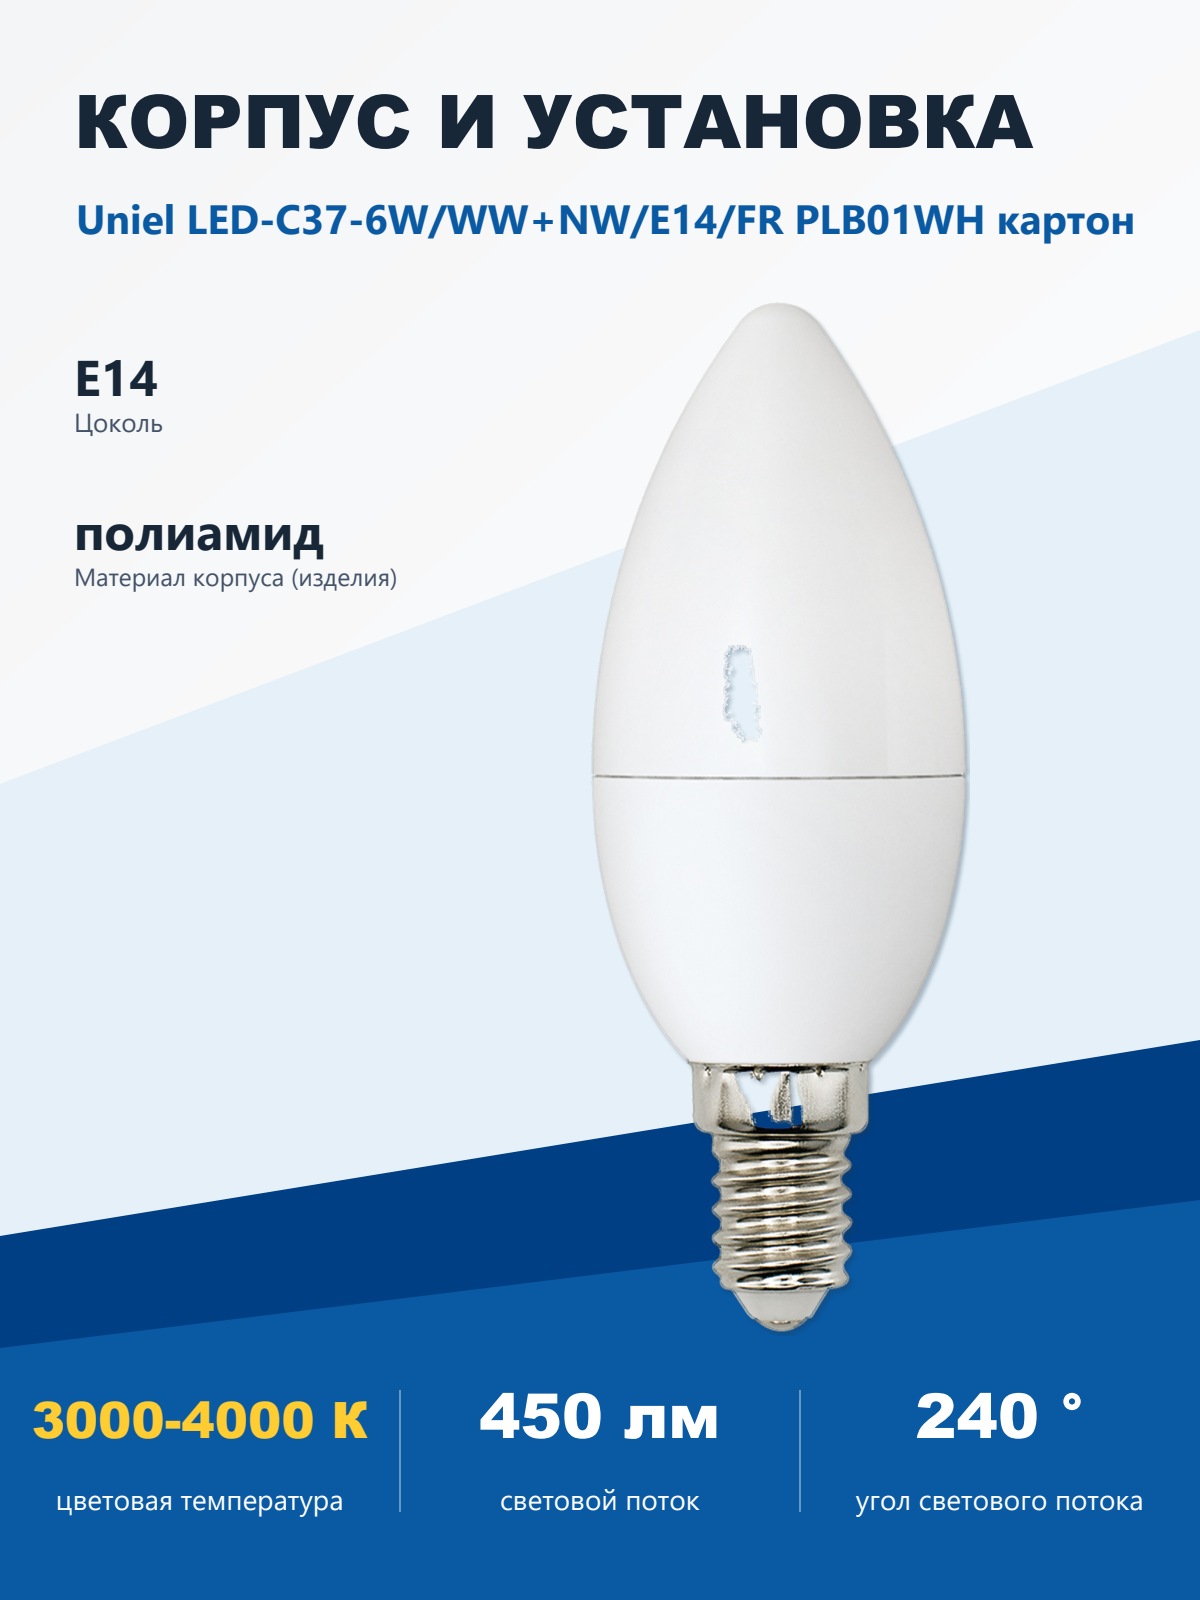 КОРПУС И УСТАНОВКА
Uniel LED-C37-6W/WW+NW/E14/FR PLB01WH картон
E14
Цоколь
полиамид
Материал корпуса (изделия)
3000-4000 К
цветовая температура
450 лм
световой поток
240 °
угол светового потока